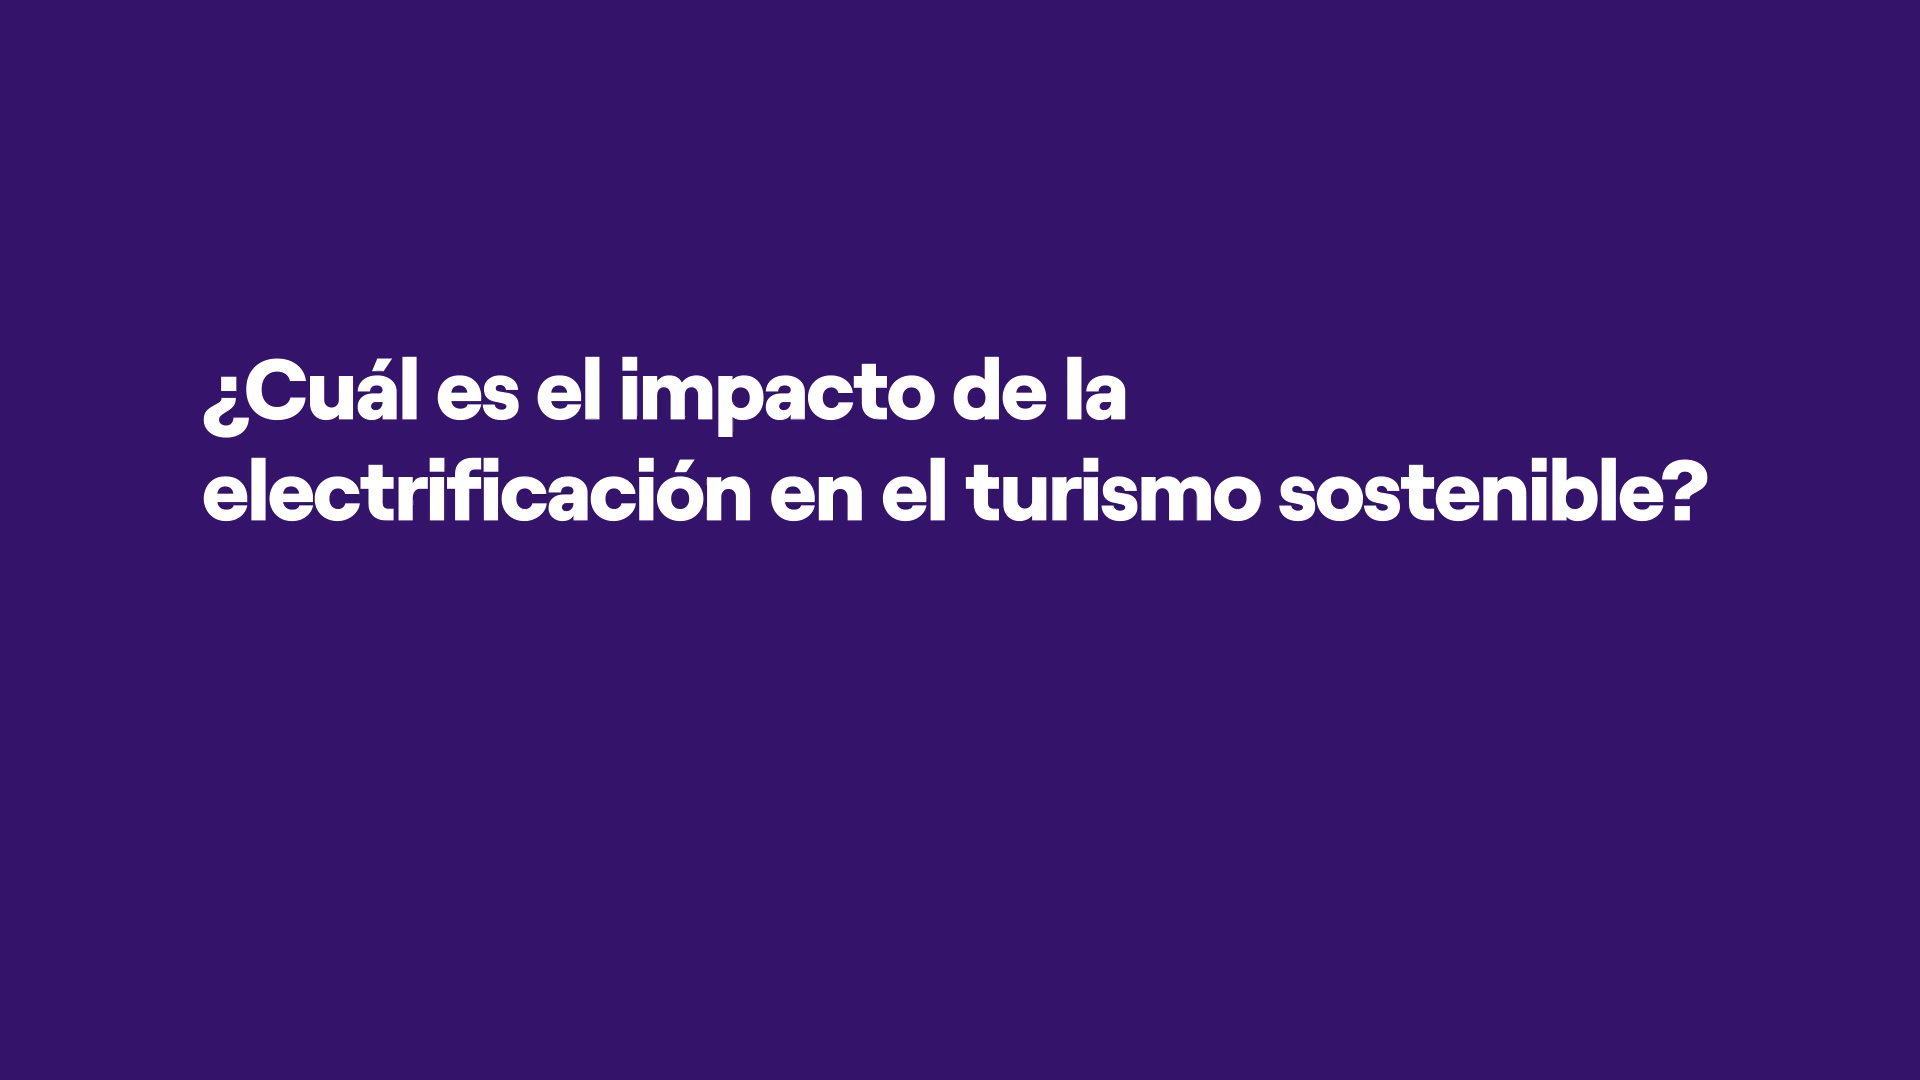 ¿Cuál es el impacto de la
electrificación en el turismo sostenible?